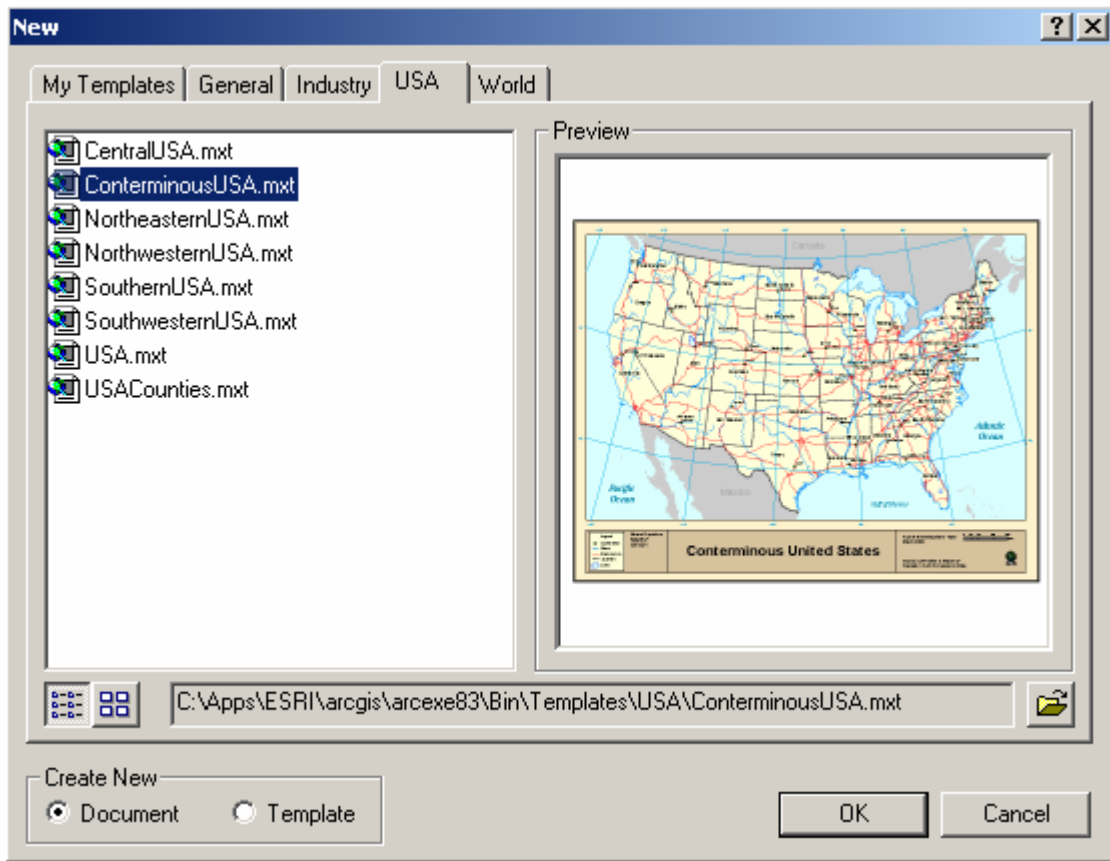 New
My Templates
General
Industry
USA
World
CentralUSA.mxt
ConterminousUSA.mxt
NortheasternUSA.mxt
NorthwesternUSA.mxt
SouthernUSA.mxt
SouthwesternUSA.mxt
USA.mxt
USACounties.mxt
Preview
Canada
Pacific
Ocean
Atlantic
Ocean
Conterminous United States
C:\Apps\ESRI\arcgis\arcexe83\Bin\Templates\USA\ConterminousUSA.mxt
Create New
Document
Template
OK
Cancel